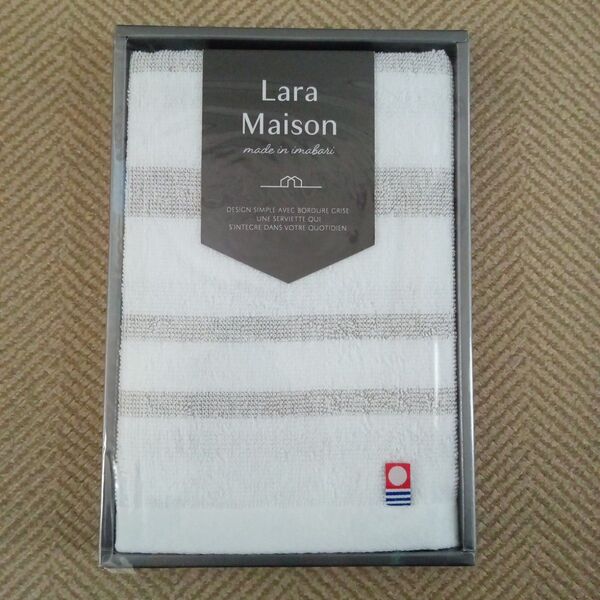 Lara
Maison
made in imabari
DESIGN SIMPLE AVEC BORDURE GRISE
UNE SERVIETTE QUI
S'INTEGRE DANS VOTRE QUOTIDIEN